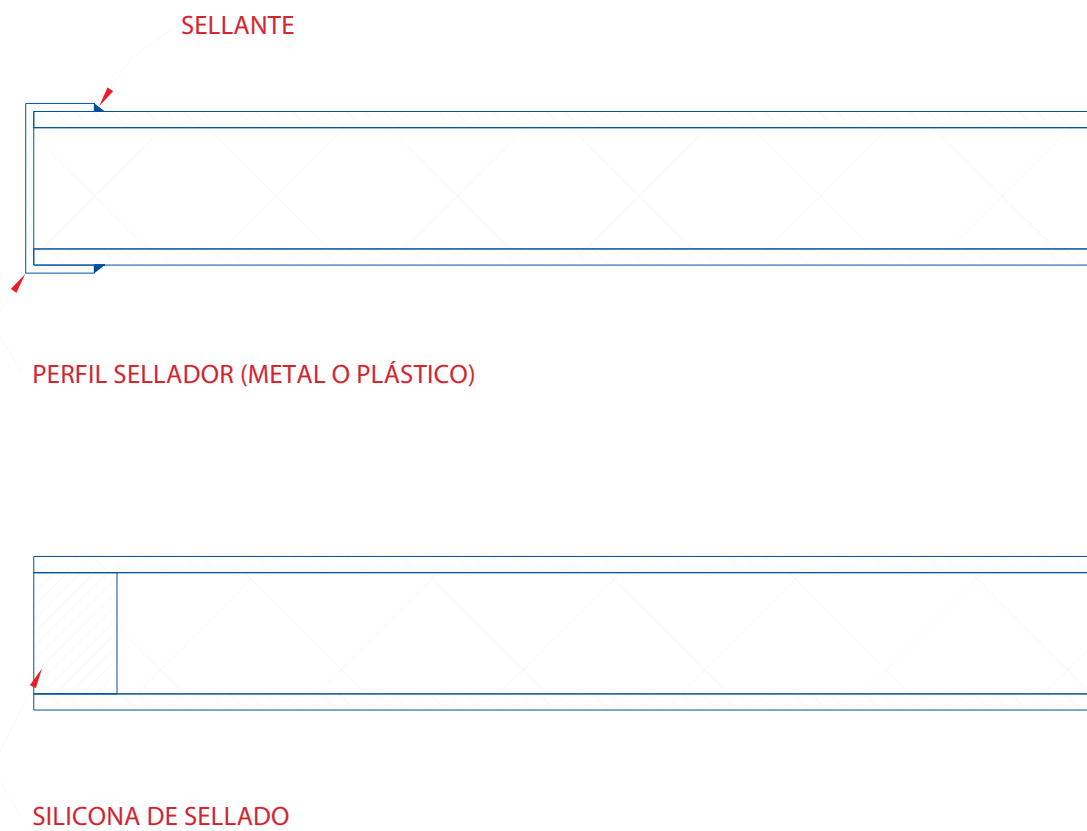 SELLANTE
PERFIL SELLADOR (METAL O PLÁSTICO)
SILICONA DE SELLADO